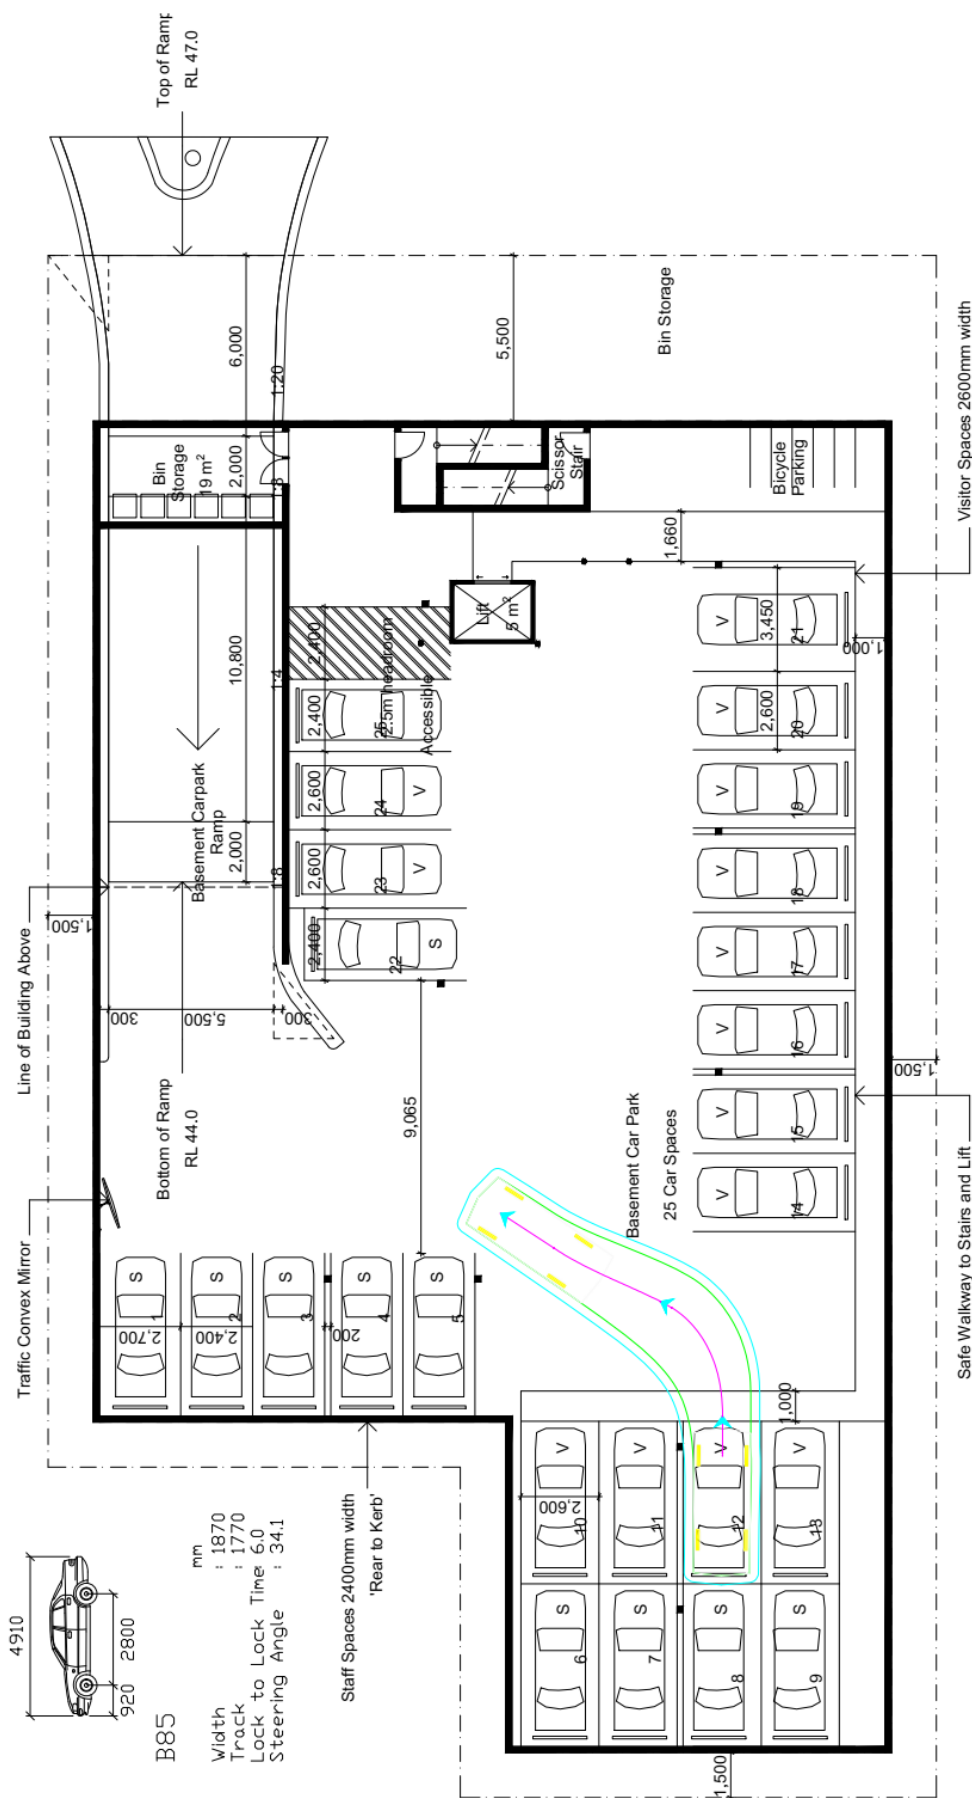 Top of Ramp
RL 47.0
6,000
5,500
Bin Storage
1:20
Bin
Storage
19 m²
2,000
1:8
Scissor
Stair
Bicycle
Parking
Visitor Spaces 2600mm width
1,660
Lift
5 m²
10,800
1:4
2,400
2.5m headroom
Accessible
2,400
25
2,600
24
V
2,600
23
V
2,400
22
S
Basement Carpark
Ramp
2,000
1:8
Line of Building Above
1,500
300
5,500
300
Bottom of Ramp
RL 44.0
9,065
V
3,450
21
1,000
V
2,600
20
V
19
V
18
V
17
V
16
V
15
V
14
1,500
Basement Car Park
25 Car Spaces
Safe Walkway to Stairs and Lift
Traffic Convex Mirror
S
1
2,700
S
2
2,400
S
3
200
S
4
S
5
1,000
Staff Spaces 2400mm width
'Rear to Kerb'
V
10
2,600
V
11
V
12
V
13
S
6
S
7
S
8
S
9
1,500
4910
920
2800
B85
mm
Width : 1870
Track : 1770
Lock to Lock Time : 6.0
Steering Angle : 34.1